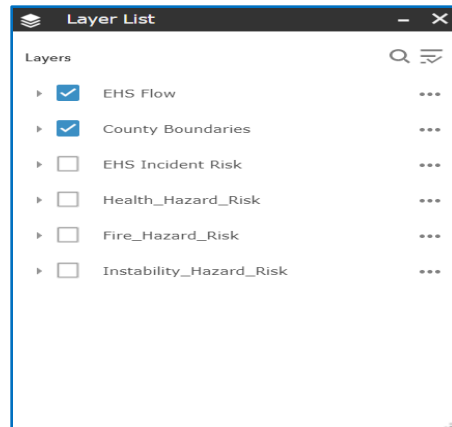 Layer List
Layers
EHS Flow
County Boundaries
EHS Incident Risk
Health_Hazard_Risk
Fire_Hazard_Risk
Instability_Hazard_Risk